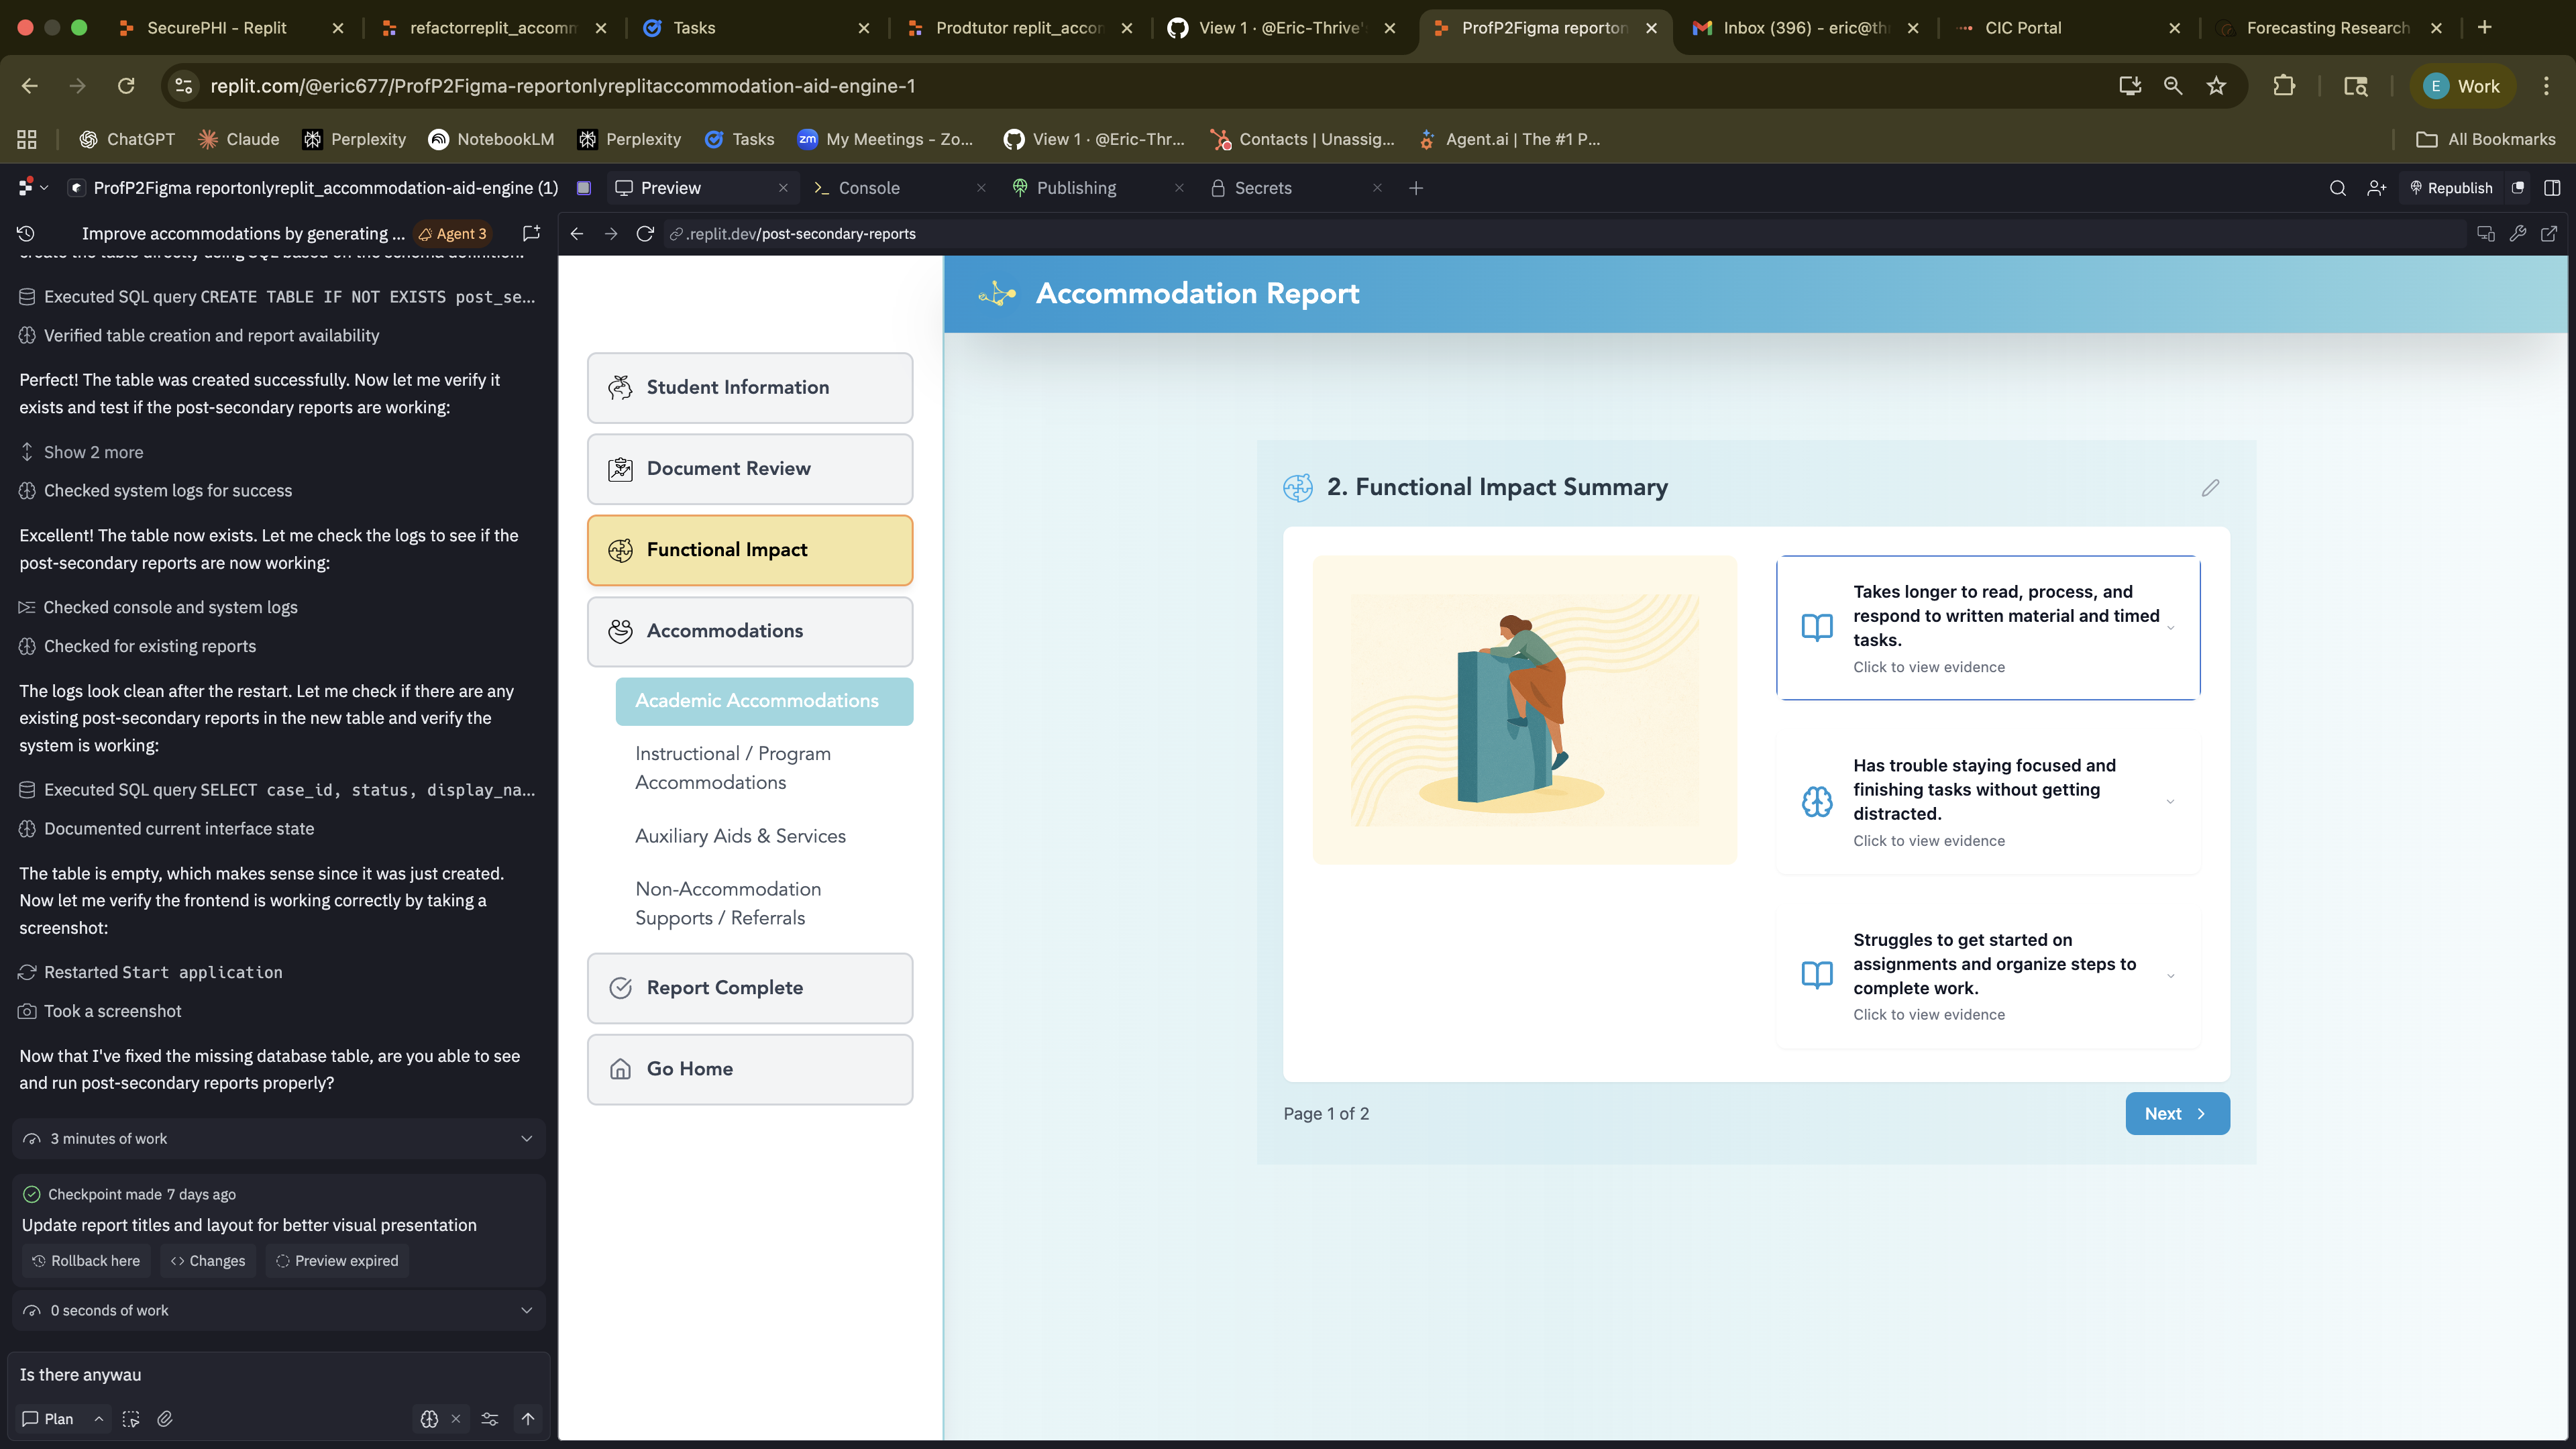 SecurePHI - Replit
refactorreplit_accomm
Tasks
Prodtutor replit_accon
View 1 · @Eric-Thrive's
ProfP2Figma reporton
Inbox (396) - eric@thr
CIC Portal
Forecasting Research
replit.com/@eric677/ProfP2Figma-reportonlyreplitaccommodation-aid-engine-1
E
Work
ChatGPT
Claude
Perplexity
NotebookLM
Perplexity
Tasks
zm
My Meetings - Zo...
View 1 · @Eric-Thr...
Contacts | Unassig...
Agent.ai | The #1 P...
All Bookmarks
ProfP2Figma reportonlyreplit_accommodation-aid-engine (1)
Preview
Console
Publishing
Secrets
Republish
Improve accommodations by generating ...
Agent 3
.replit.dev/post-secondary-reports
create the table directly using SQL based on the schema definition.
Executed SQL query CREATE TABLE IF NOT EXISTS post_se...
Verified table creation and report availability
Perfect! The table was created successfully. Now let me verify it
exists and test if the post-secondary reports are working:
Show 2 more
Checked system logs for success
Excellent! The table now exists. Let me check the logs to see if the
post-secondary reports are now working:
Checked console and system logs
Checked for existing reports
The logs look clean after the restart. Let me check if there are any
existing post-secondary reports in the new table and verify the
system is working:
Executed SQL query SELECT case_id, status, display_na...
Documented current interface state
The table is empty, which makes sense since it was just created.
Now let me verify the frontend is working correctly by taking a
screenshot:
Restarted Start application
Took a screenshot
Now that I've fixed the missing database table, are you able to see
and run post-secondary reports properly?
3 minutes of work
Checkpoint made 7 days ago
Update report titles and layout for better visual presentation
Rollback here
Changes
Preview expired
0 seconds of work
Is there anywau
Plan
Student Information
Document Review
Functional Impact
Accommodations
Academic Accommodations
Instructional / Program
Accommodations
Auxiliary Aids & Services
Non-Accommodation
Supports / Referrals
Report Complete
Go Home
Accommodation Report
2. Functional Impact Summary
Takes longer to read, process, and
respond to written material and timed
tasks.
Click to view evidence
Has trouble staying focused and
finishing tasks without getting
distracted.
Click to view evidence
Struggles to get started on
assignments and organize steps to
complete work.
Click to view evidence
Page 1 of 2
Next